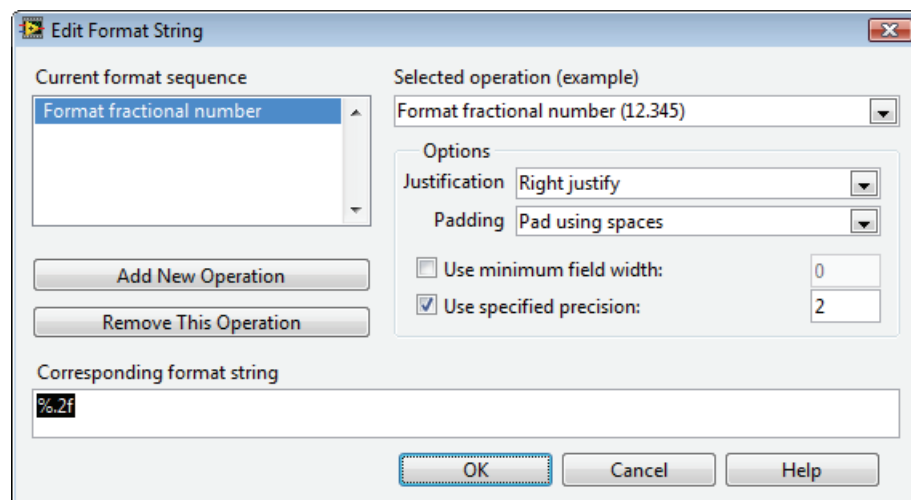 Edit Format String
Current format sequence
Format fractional number
Add New Operation
Remove This Operation
Selected operation (example)
Format fractional number (12.345)
Options
Justification Right justify
Padding Pad using spaces
Use minimum field width: 0
Use specified precision: 2
Corresponding format string
%.2f
OK Cancel Help